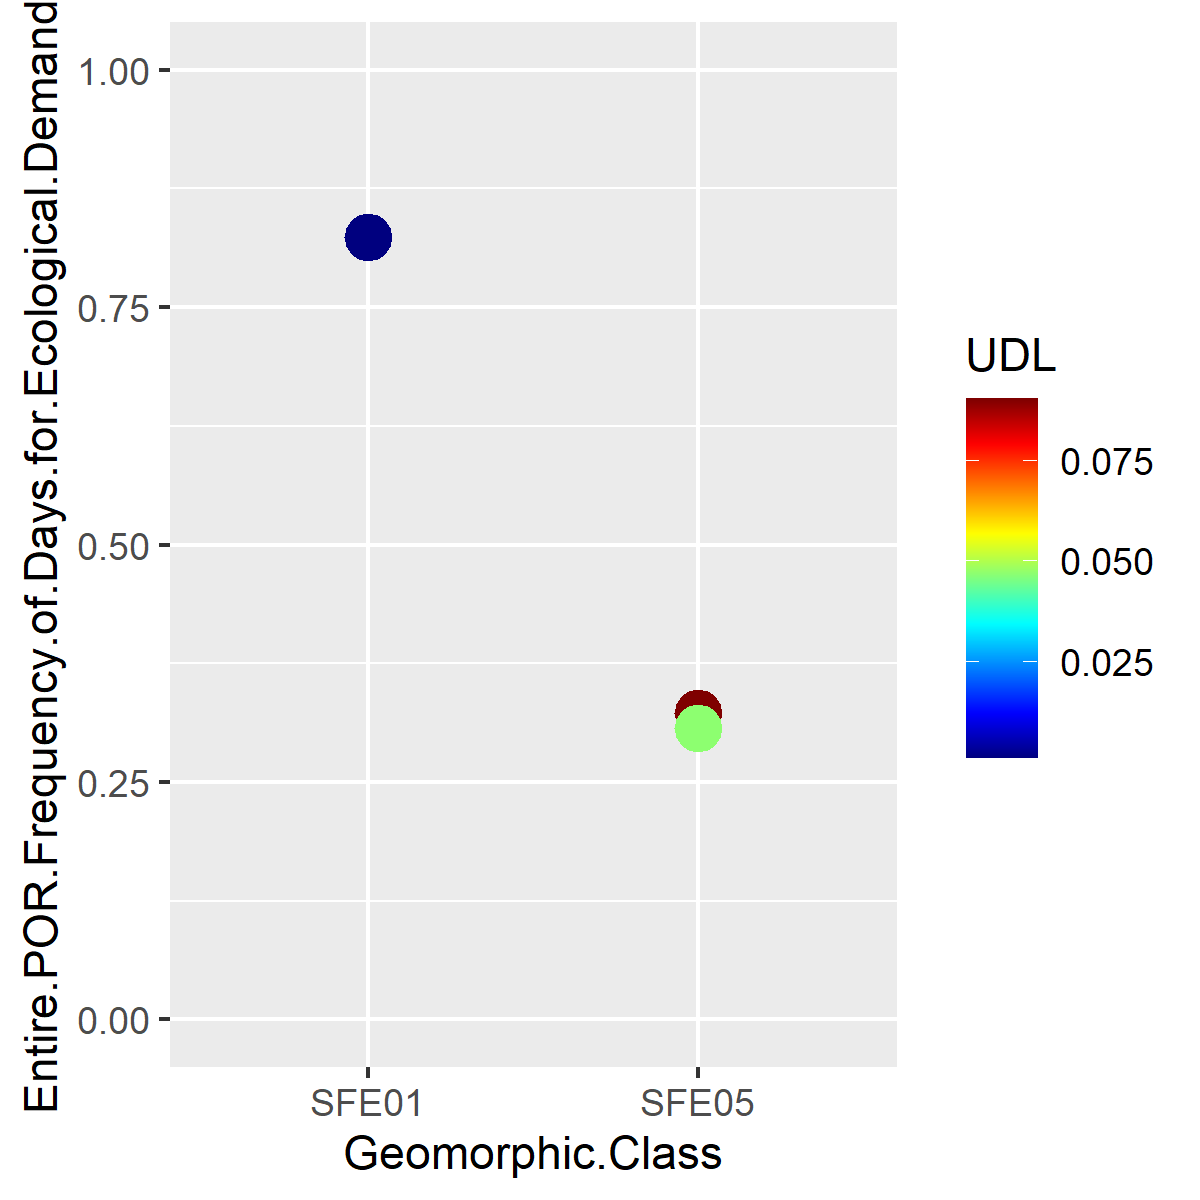 Entire.POR.Frequency.of.Days.for.Ecological.Demand
1.00
0.75
0.50
0.25
0.00
SFE01 SFE05
Geomorphic.Class
UDL
0.075
0.050
0.025